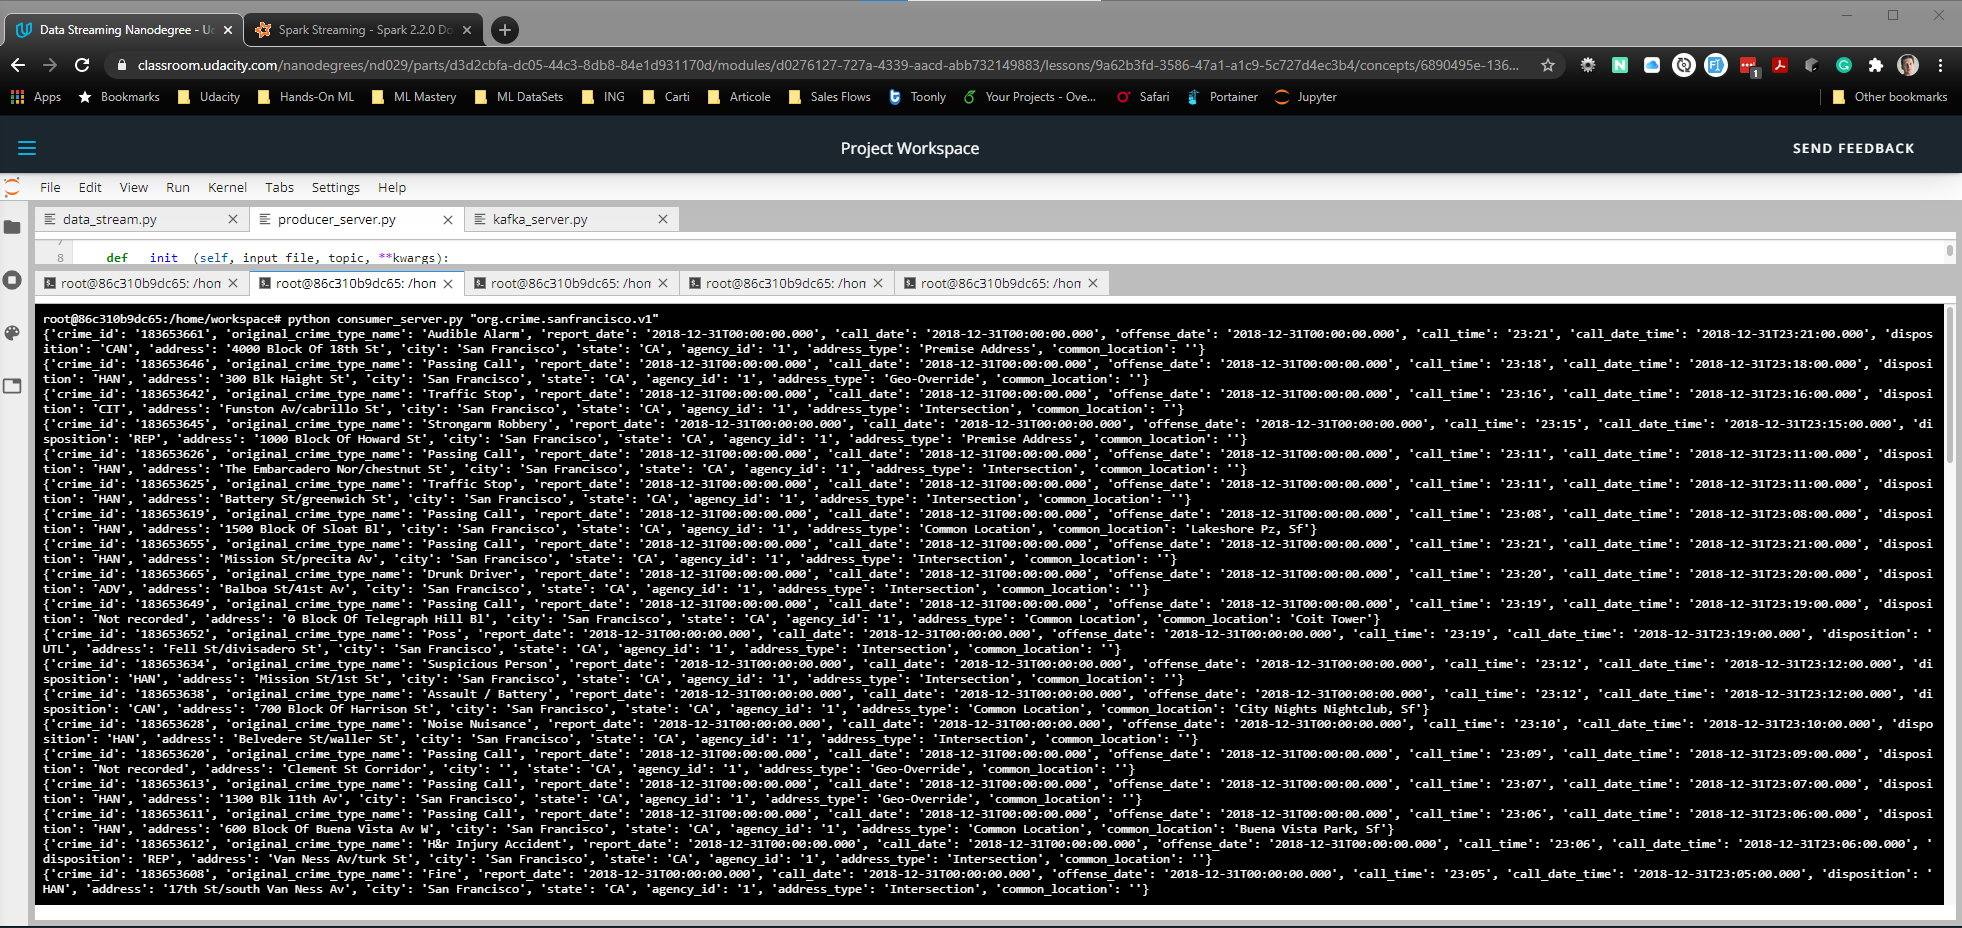 Data Streaming Nanodegree - Uc
Spark Streaming - Spark 2.2.0 Do
classroom.udacity.com/nanodegrees/nd029/parts/d3d2cbfa-dc05-44c3-8db8-84e1d931170d/modules/d0276127-727a-4339-aacd-abb732149883/lessons/9a62b3fd-3586-47a1-a1c9-5c727d4ec3b4/concepts/6890495e-136...
Apps Bookmarks Udacity Hands-On ML ML Mastery ML DataSets ING Carti Articole Sales Flows Toonly Your Projects - Ove... Safari Portainer Jupyter Other bookmarks
Project Workspace
SEND FEEDBACK
File Edit View Run Kernel Tabs Settings Help
data_stream.py producer_server.py kafka_server.py
7
8 def __init__(self, input_file, topic, **kwargs):
root@86c310b9dc65: /hon root@86c310b9dc65: /hon root@86c310b9dc65: /hon root@86c310b9dc65: /hon root@86c310b9dc65: /hon
root@86c310b9dc65:/home/workspace# python consumer_server.py "org.crime.sanfrancisco.v1"
{'crime_id': '183653661', 'original_crime_type_name': 'Audible Alarm', 'report_date': '2018-12-31T00:00:00.000', 'call_date': '2018-12-31T00:00:00.000', 'offense_date': '2018-12-31T00:00:00.000', 'call_time': '23:21', 'call_date_time': '2018-12-31T23:21:00.000', 'dispo
sition': 'CAN', 'address': '4000 Block Of 18th St', 'city': 'San Francisco', 'state': 'CA', 'agency_id': '1', 'address_type': 'Premise Address', 'common_location': ''}
{'crime_id': '183653646', 'original_crime_type_name': 'Passing Call', 'report_date': '2018-12-31T00:00:00.000', 'call_date': '2018-12-31T00:00:00.000', 'offense_date': '2018-12-31T00:00:00.000', 'call_time': '23:18', 'call_date_time': '2018-12-31T23:18:00.000', 'disposi
tion': 'HAN', 'address': '300 Blk Haight St', 'city': 'San Francisco', 'state': 'CA', 'agency_id': '1', 'address_type': 'Geo-Override', 'common_location': ''}
{'crime_id': '183653642', 'original_crime_type_name': 'Traffic Stop', 'report_date': '2018-12-31T00:00:00.000', 'call_date': '2018-12-31T00:00:00.000', 'offense_date': '2018-12-31T00:00:00.000', 'call_time': '23:16', 'call_date_time': '2018-12-31T23:16:00.000', 'disposi
tion': 'CIT', 'address': 'Funston Av/cabrillo St', 'city': 'San Francisco', 'state': 'CA', 'agency_id': '1', 'address_type': 'Intersection', 'common_location': ''}
{'crime_id': '183653645', 'original_crime_type_name': 'Strongarm Robbery', 'report_date': '2018-12-31T00:00:00.000', 'call_date': '2018-12-31T00:00:00.000', 'offense_date': '2018-12-31T00:00:00.000', 'call_time': '23:15', 'call_date_time': '2018-12-31T23:15:00.000', 'di
sposition': 'REP', 'address': '1000 Block Of Howard St', 'city': 'San Francisco', 'state': 'CA', 'agency_id': '1', 'address_type': 'Premise Address', 'common_location': ''}
{'crime_id': '183653626', 'original_crime_type_name': 'Passing Call', 'report_date': '2018-12-31T00:00:00.000', 'call_date': '2018-12-31T00:00:00.000', 'offense_date': '2018-12-31T00:00:00.000', 'call_time': '23:11', 'call_date_time': '2018-12-31T23:11:00.000', 'disposi
tion': 'HAN', 'address': 'The Embarcadero Nor/chestnut St', 'city': 'San Francisco', 'state': 'CA', 'agency_id': '1', 'address_type': 'Intersection', 'common_location': ''}
{'crime_id': '183653625', 'original_crime_type_name': 'Traffic Stop', 'report_date': '2018-12-31T00:00:00.000', 'call_date': '2018-12-31T00:00:00.000', 'offense_date': '2018-12-31T00:00:00.000', 'call_time': '23:11', 'call_date_time': '2018-12-31T23:11:00.000', 'disposi
tion': 'HAN', 'address': 'Battery St/greenwich St', 'city': 'San Francisco', 'state': 'CA', 'agency_id': '1', 'address_type': 'Intersection', 'common_location': ''}
{'crime_id': '183653619', 'original_crime_type_name': 'Passing Call', 'report_date': '2018-12-31T00:00:00.000', 'call_date': '2018-12-31T00:00:00.000', 'offense_date': '2018-12-31T00:00:00.000', 'call_time': '23:08', 'call_date_time': '2018-12-31T23:08:00.000', 'disposi
tion': 'HAN', 'address': '1500 Block Of Sloat Bl', 'city': 'San Francisco', 'state': 'CA', 'agency_id': '1', 'address_type': 'Common Location', 'common_location': 'Lakeshore Pz, Sf'}
{'crime_id': '183653655', 'original_crime_type_name': 'Passing Call', 'report_date': '2018-12-31T00:00:00.000', 'call_date': '2018-12-31T00:00:00.000', 'offense_date': '2018-12-31T00:00:00.000', 'call_time': '23:21', 'call_date_time': '2018-12-31T23:21:00.000', 'disposi
tion': 'HAN', 'address': 'Mission St/precita Av', 'city': 'San Francisco', 'state': 'CA', 'agency_id': '1', 'address_type': 'Intersection', 'common_location': ''}
{'crime_id': '183653665', 'original_crime_type_name': 'Drunk Driver', 'report_date': '2018-12-31T00:00:00.000', 'call_date': '2018-12-31T00:00:00.000', 'offense_date': '2018-12-31T00:00:00.000', 'call_time': '23:20', 'call_date_time': '2018-12-31T23:20:00.000', 'disposi
tion': 'ADV', 'address': 'Balboa St/41st Av', 'city': 'San Francisco', 'state': 'CA', 'agency_id': '1', 'address_type': 'Intersection', 'common_location': ''}
{'crime_id': '183653649', 'original_crime_type_name': 'Passing Call', 'report_date': '2018-12-31T00:00:00.000', 'call_date': '2018-12-31T00:00:00.000', 'offense_date': '2018-12-31T00:00:00.000', 'call_time': '23:19', 'call_date_time': '2018-12-31T23:19:00.000', 'disposi
tion': 'Not recorded', 'address': '0 Block Of Telegraph Hill Bl', 'city': 'San Francisco', 'state': 'CA', 'agency_id': '1', 'address_type': 'Common Location', 'common_location': 'Coit Tower'}
{'crime_id': '183653652', 'original_crime_type_name': 'Poss', 'report_date': '2018-12-31T00:00:00.000', 'call_date': '2018-12-31T00:00:00.000', 'offense_date': '2018-12-31T00:00:00.000', 'call_time': '23:19', 'call_date_time': '2018-12-31T23:19:00.000', 'disposition': '
UTL', 'address': 'Fell St/divisadero St', 'city': 'San Francisco', 'state': 'CA', 'agency_id': '1', 'address_type': 'Intersection', 'common_location': ''}
{'crime_id': '183653634', 'original_crime_type_name': 'Suspicious Person', 'report_date': '2018-12-31T00:00:00.000', 'call_date': '2018-12-31T00:00:00.000', 'offense_date': '2018-12-31T00:00:00.000', 'call_time': '23:12', 'call_date_time': '2018-12-31T23:12:00.000', 'di
sposition': 'HAN', 'address': 'Mission St/1st St', 'city': 'San Francisco', 'state': 'CA', 'agency_id': '1', 'address_type': 'Intersection', 'common_location': ''}
{'crime_id': '183653638', 'original_crime_type_name': 'Assault / Battery', 'report_date': '2018-12-31T00:00:00.000', 'call_date': '2018-12-31T00:00:00.000', 'offense_date': '2018-12-31T00:00:00.000', 'call_time': '23:12', 'call_date_time': '2018-12-31T23:12:00.000', 'di
sposition': 'CAN', 'address': '700 Block Of Harrison St', 'city': 'San Francisco', 'state': 'CA', 'agency_id': '1', 'address_type': 'Common Location', 'common_location': 'City Nights Nightclub, Sf'}
{'crime_id': '183653628', 'original_crime_type_name': 'Noise Nuisance', 'report_date': '2018-12-31T00:00:00.000', 'call_date': '2018-12-31T00:00:00.000', 'offense_date': '2018-12-31T00:00:00.000', 'call_time': '23:10', 'call_date_time': '2018-12-31T23:10:00.000', 'dispo
sition': 'HAN', 'address': 'Belvedere St/waller St', 'city': 'San Francisco', 'state': 'CA', 'agency_id': '1', 'address_type': 'Intersection', 'common_location': ''}
{'crime_id': '183653620', 'original_crime_type_name': 'Passing Call', 'report_date': '2018-12-31T00:00:00.000', 'call_date': '2018-12-31T00:00:00.000', 'offense_date': '2018-12-31T00:00:00.000', 'call_time': '23:09', 'call_date_time': '2018-12-31T23:09:00.000', 'disposi
tion': 'Not recorded', 'address': 'Clement St Corridor', 'city': '', 'state': 'CA', 'agency_id': '1', 'address_type': 'Geo-Override', 'common_location': ''}
{'crime_id': '183653613', 'original_crime_type_name': 'Passing Call', 'report_date': '2018-12-31T00:00:00.000', 'call_date': '2018-12-31T00:00:00.000', 'offense_date': '2018-12-31T00:00:00.000', 'call_time': '23:07', 'call_date_time': '2018-12-31T23:07:00.000', 'disposi
tion': 'HAN', 'address': '1300 Blk 11th Av', 'city': 'San Francisco', 'state': 'CA', 'agency_id': '1', 'address_type': 'Geo-Override', 'common_location': ''}
{'crime_id': '183653611', 'original_crime_type_name': 'Passing Call', 'report_date': '2018-12-31T00:00:00.000', 'call_date': '2018-12-31T00:00:00.000', 'offense_date': '2018-12-31T00:00:00.000', 'call_time': '23:06', 'call_date_time': '2018-12-31T23:06:00.000', 'disposi
tion': 'HAN', 'address': '600 Block Of Buena Vista Av W', 'city': 'San Francisco', 'state': 'CA', 'agency_id': '1', 'address_type': 'Common Location', 'common_location': 'Buena Vista Park, Sf'}
{'crime_id': '183653612', 'original_crime_type_name': 'H&r Injury Accident', 'report_date': '2018-12-31T00:00:00.000', 'call_date': '2018-12-31T00:00:00.000', 'offense_date': '2018-12-31T00:00:00.000', 'call_time': '23:06', 'call_date_time': '2018-12-31T23:06:00.000', '
disposition': 'REP', 'address': 'Van Ness Av/turk St', 'city': 'San Francisco', 'state': 'CA', 'agency_id': '1', 'address_type': 'Intersection', 'common_location': ''}
{'crime_id': '183653608', 'original_crime_type_name': 'Fire', 'report_date': '2018-12-31T00:00:00.000', 'call_date': '2018-12-31T00:00:00.000', 'offense_date': '2018-12-31T00:00:00.000', 'call_time': '23:05', 'call_date_time': '2018-12-31T23:05:00.000', 'disposition': '
HAN', 'address': '17th St/south Van Ness Av', 'city': 'San Francisco', 'state': 'CA', 'agency_id': '1', 'address_type': 'Intersection', 'common_location': ''}